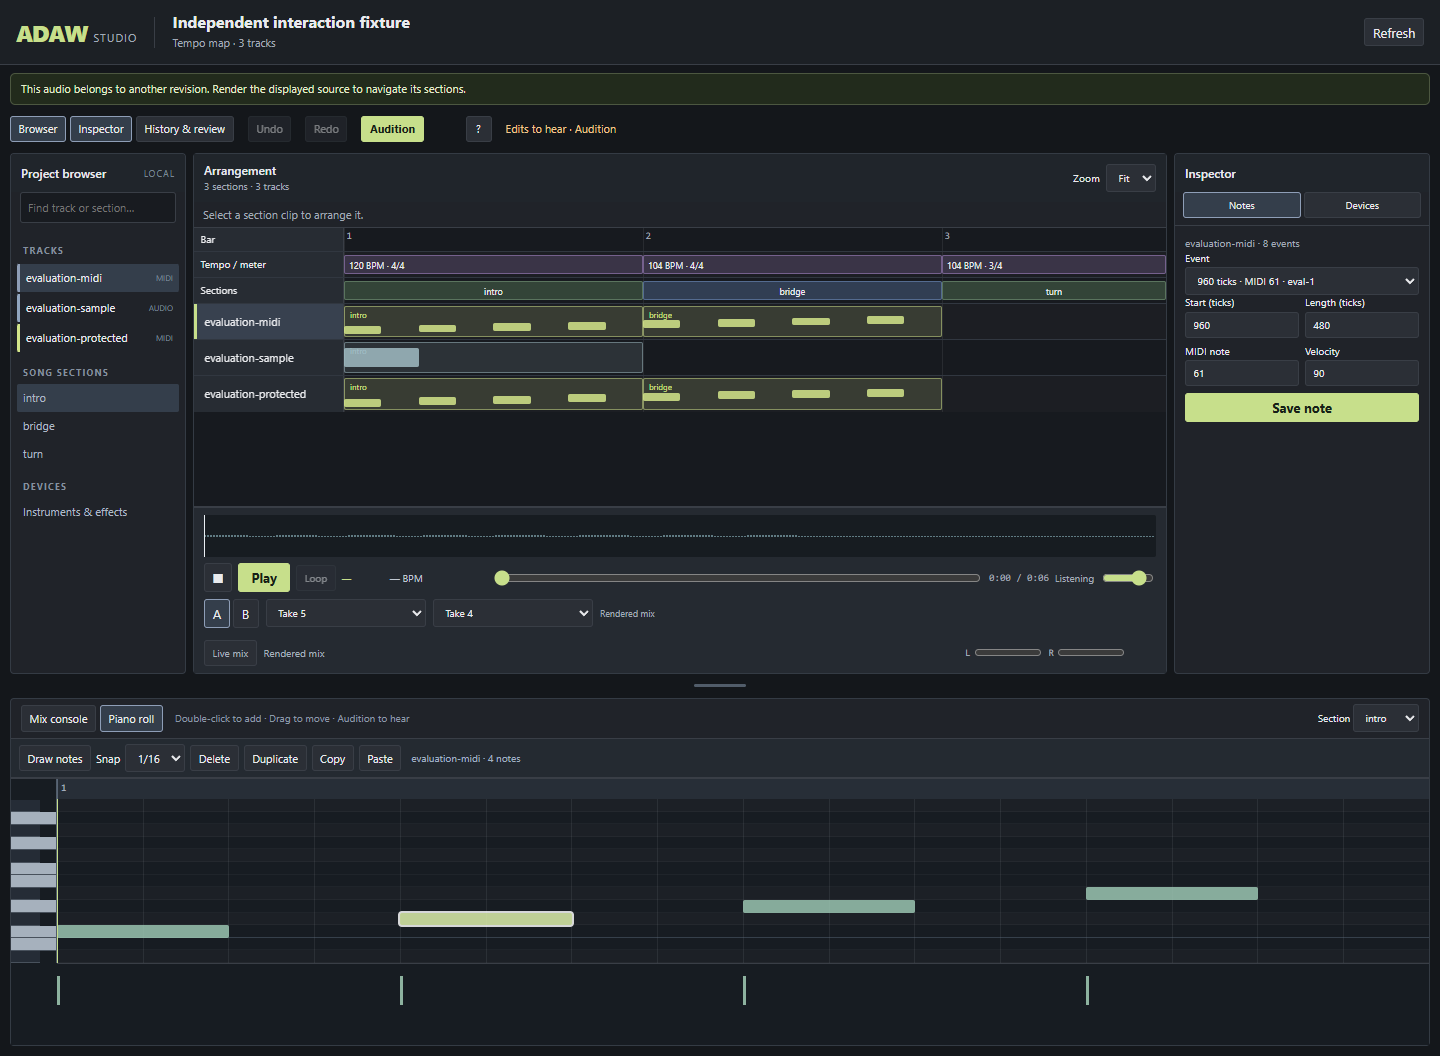 ADAW STUDIO
Independent interaction fixture
Tempo map · 3 tracks
Refresh
This audio belongs to another revision. Render the displayed source to navigate its sections.
Browser
Inspector
History & review
Undo
Redo
Audition
?
Edits to hear · Audition
Project browser
LOCAL
Find track or section...
TRACKS
evaluation-midi MIDI
evaluation-sample AUDIO
evaluation-protected MIDI
SONG SECTIONS
intro
bridge
turn
DEVICES
Instruments & effects
Arrangement
3 sections · 3 tracks
Zoom Fit
Select a section clip to arrange it.
Bar 1 2 3
Tempo / meter 120 BPM · 4/4 104 BPM · 4/4 104 BPM · 3/4
Sections intro bridge turn
evaluation-midi intro bridge
evaluation-sample
evaluation-protected intro bridge
Play Loop — — BPM 0:00 / 0:06 Listening
A B Take 5 Take 4 Rendered mix
Live mix Rendered mix L R
Inspector
Notes Devices
evaluation-midi · 8 events
Event
960 ticks · MIDI 61 · eval-1
Start (ticks) Length (ticks)
960 480
MIDI note Velocity
61 90
Save note
Mix console Piano roll Double-click to add · Drag to move · Audition to hear Section intro
Draw notes Snap 1/16 Delete Duplicate Copy Paste evaluation-midi · 4 notes
1